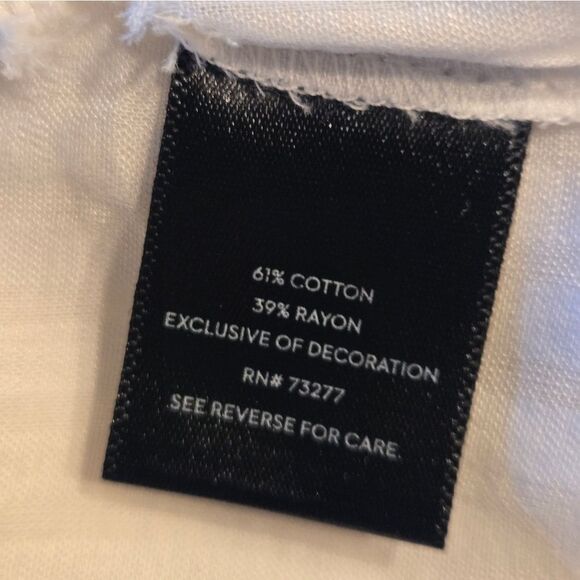 61% COTTON
39% RAYON
EXCLUSIVE OF DECORATION
RN# 73277
SEE REVERSE FOR CARE.